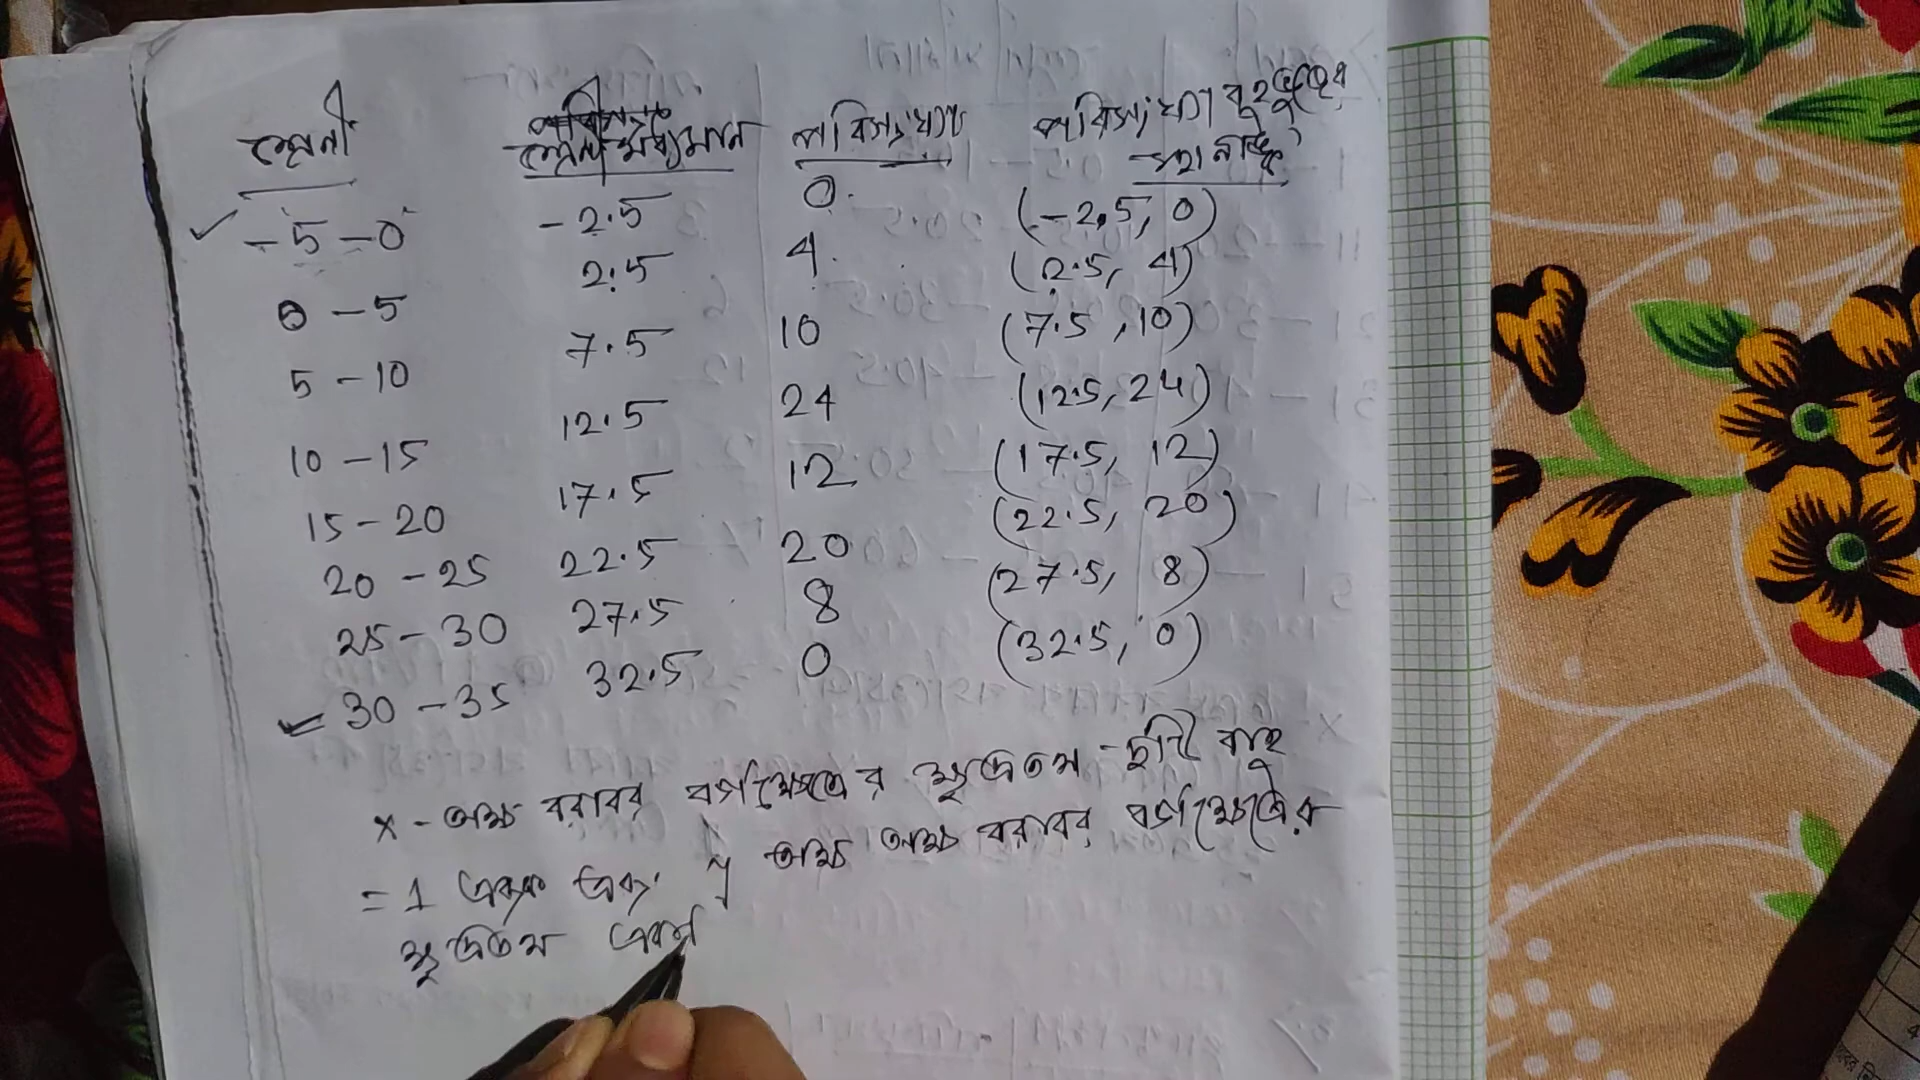 শ্রেনী শ্রেনী মধ্যমান পরিসংখ্যা পরিসংখ্যা বহুভুজের
স্থানাঙ্ক
-5-0 -2.5 0 (-2.5, 0)
0-5 2.5 4 (2.5, 4)
5-10 7.5 10 (7.5, 10)
10-15 12.5 24 (12.5, 24)
15-20 17.5 12 (17.5, 12)
20-25 22.5 20 (22.5, 20)
25-30 27.5 8 (27.5, 8)
30-35 32.5 0 (32.5, 0)
x-অক্ষ বরাবর বর্গক্ষেত্রের ক্ষুদ্রতম দুটি বাহু
= 1 একক এবং y অক্ষ অক্ষ বরাবর বর্গক্ষেত্রের
ক্ষুদ্রতম